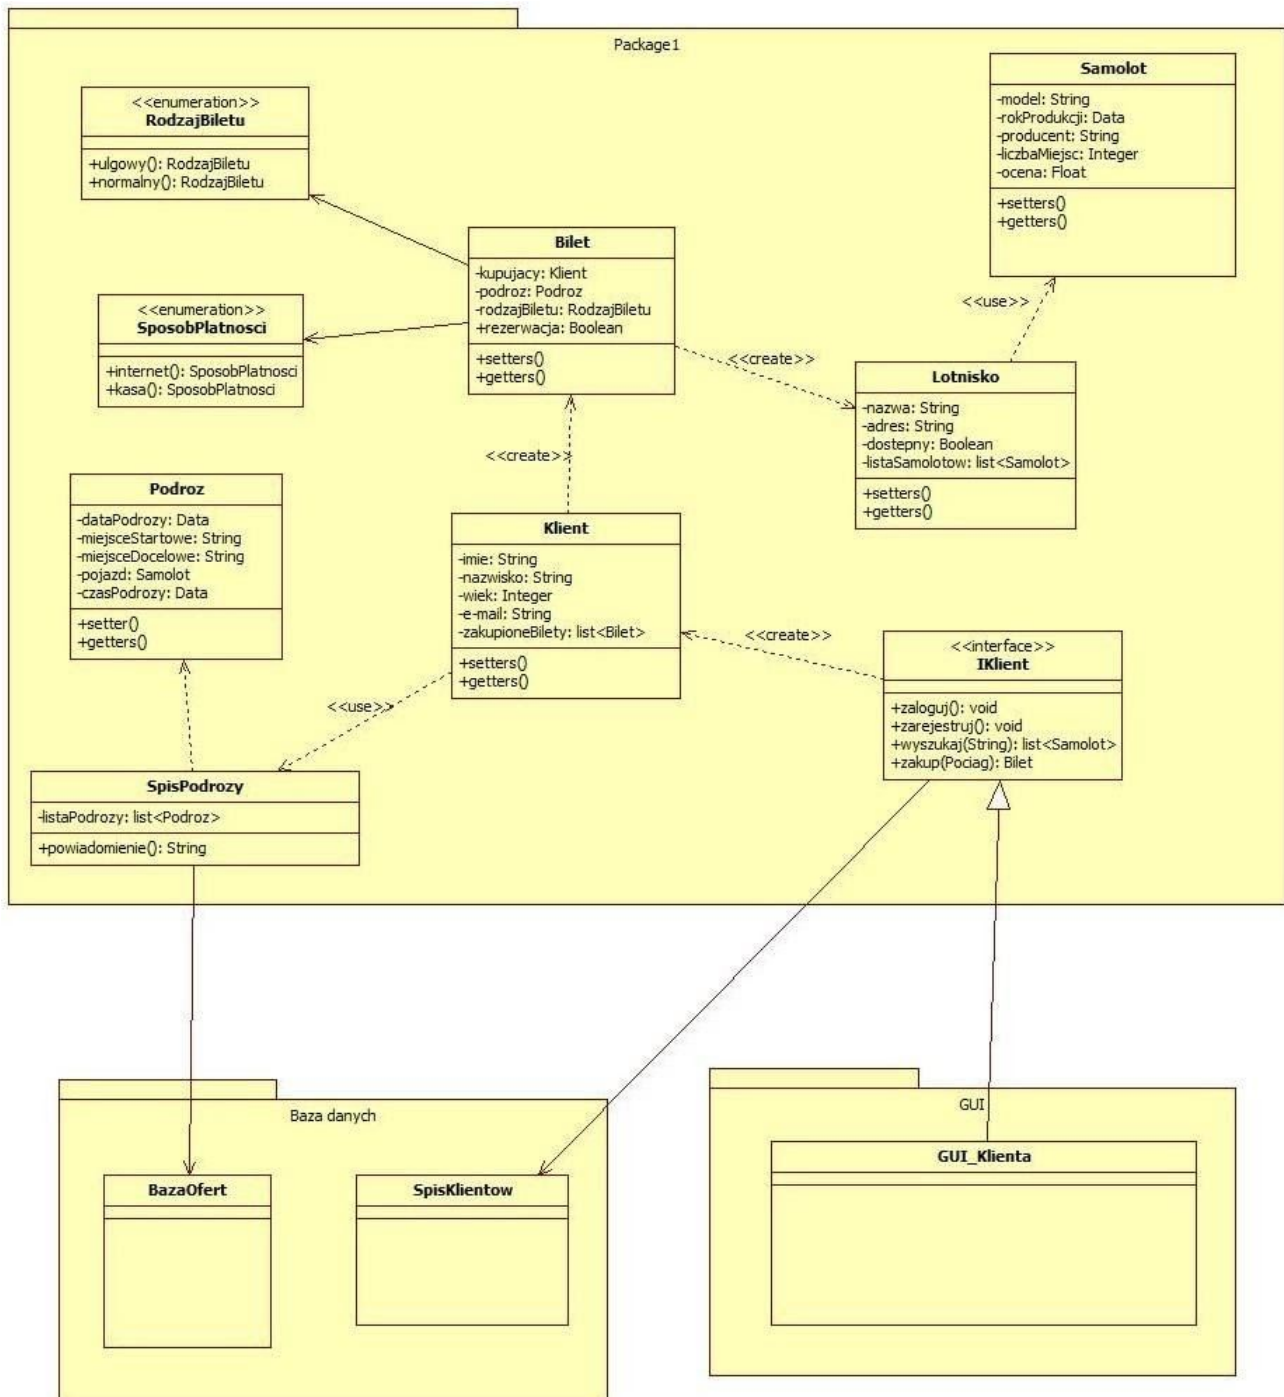 Package1
Samolot
-model: String
-rokProdukcji: Data
-producent: String
-liczbaMiejsc: Integer
-ocena: Float
+setters()
+getters()
<<enumeration>>
RodzajBiletu
+ulgowy(): RodzajBiletu
+normalny(): RodzajBiletu
Bilet
-kupujacy: Klient
-podroz: Podroz
-rodzajBiletu: RodzajBiletu
+rezerwacja: Boolean
+setters()
+getters()
<<use>>
<<enumeration>>
SposobPlatnosci
+internet(): SposobPlatnosci
+kasa(): SposobPlatnosci
<<create>>
Lotnisko
-nazwa: String
-adres: String
-dostepny: Boolean
-listaSamolotow: list<Samolot>
+setters()
+getters()
<<create>>
Podroz
-dataPodrozy: Data
-miejsceStartowe: String
-miejsceDocelowe: String
-pojazd: Samolot
-czasPodrozy: Data
+setter()
+getters()
Klient
-imie: String
-nazwisko: String
-wiek: Integer
-e-mail: String
-zakupioneBilety: list<Bilet>
+setters()
+getters()
<<create>>
<<interface>>
IKlient
+zaloguj(): void
+zarejestruj(): void
+wyszukaj(String): list<Samolot>
+zakup(Pociag): Bilet
<<use>>
SpisPodrozy
-listaPodrozy: list<Podroz>
+powiadomienie(): String
Baza danych
BazaOfert
SpisKlientow
GUI
GUI_Klienta